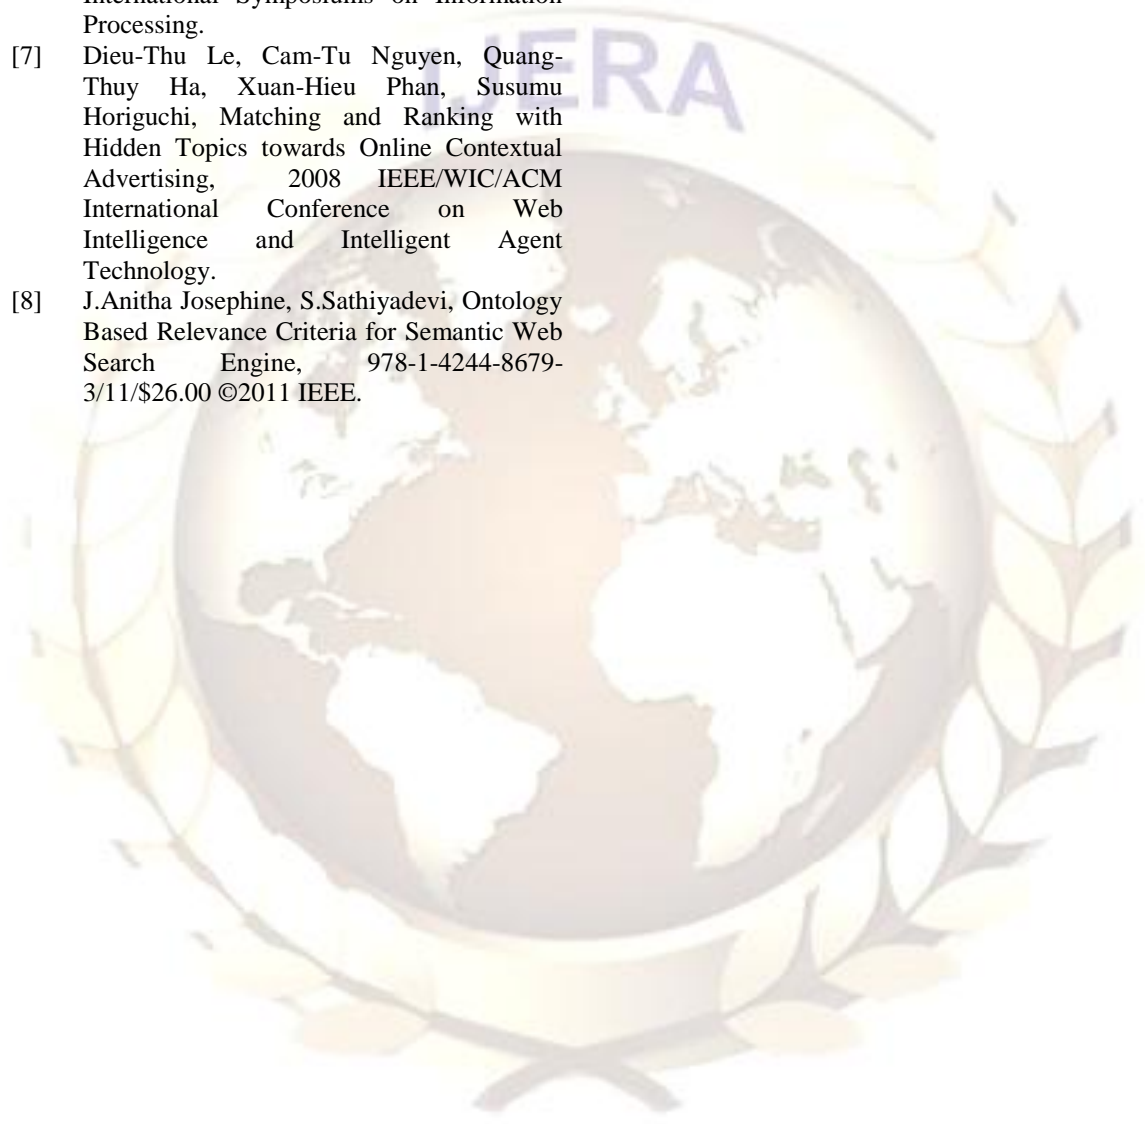 International Symposiums on Information
Processing.
[7] Dieu-Thu Le, Cam-Tu Nguyen, Quang-
Thuy Ha, Xuan-Hieu Phan, Susumu
Horiguchi, Matching and Ranking with
Hidden Topics towards Online Contextual
Advertising, 2008 IEEE/WIC/ACM
International Conference on Web
Intelligence and Intelligent Agent
Technology.
[8] J.Anitha Josephine, S.Sathiyadevi, Ontology
Based Relevance Criteria for Semantic Web
Search Engine, 978-1-4244-8679-
3/11/$26.00 ©2011 IEEE.
IJERA